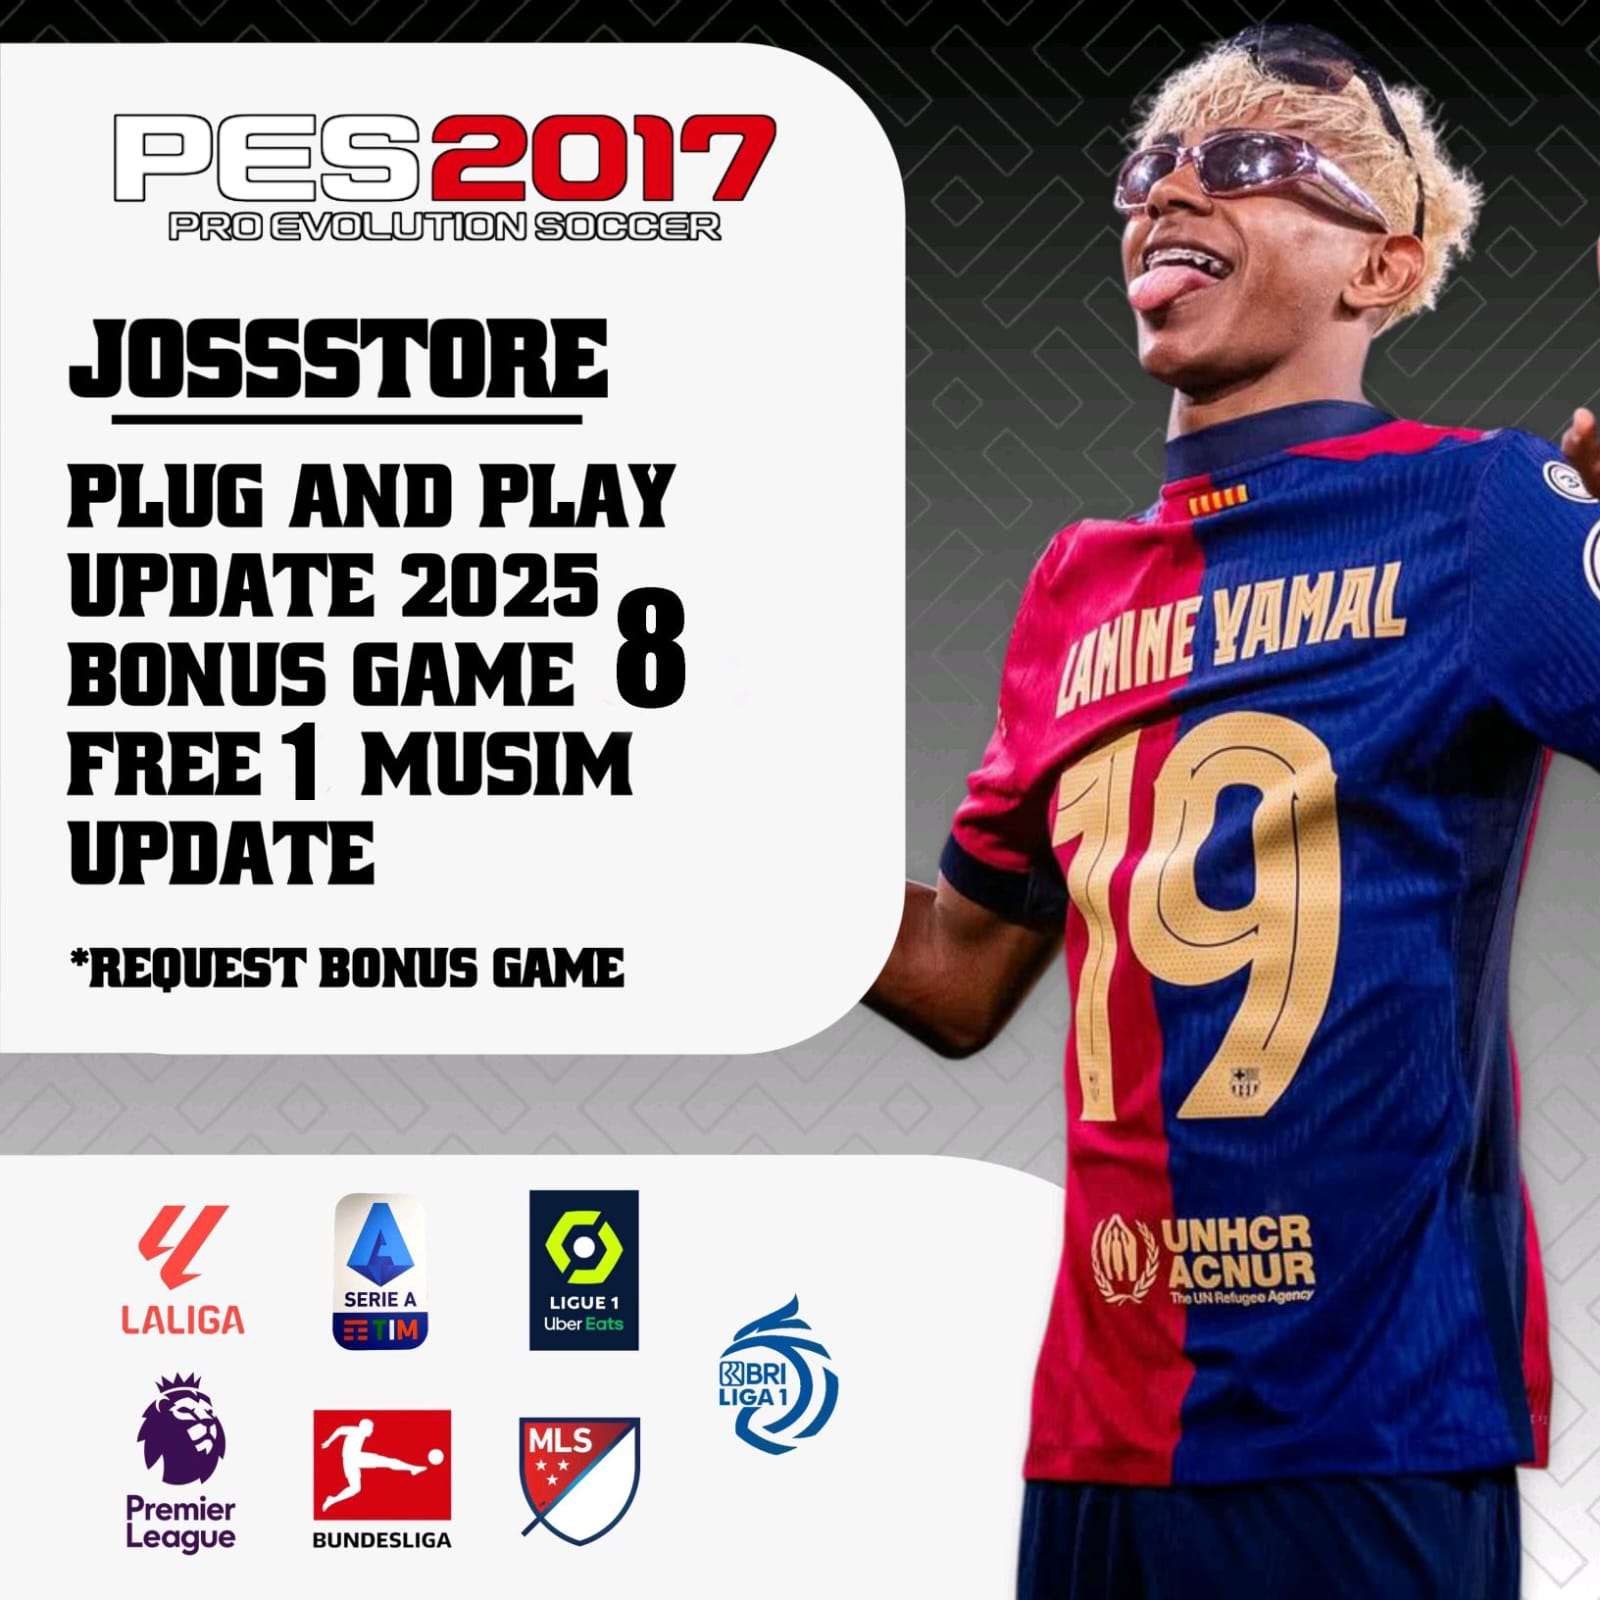 PES2017
PRO EVOLUTION SOCCER
JOSSSTORE
PLUG AND PLAY
UPDATE 2025
BONUS GAME 8
FREE 1 MUSIM
UPDATE
*REQUEST BONUS GAME
LAMINE YAMAL
19
UNHCR
ACNUR
The UN Refugee Agency
LALIGA
SERIE A
TIM
LIGUE 1
Uber Eats
BRI
LIGA 1
Premier
League
BUNDESLIGA
MLS